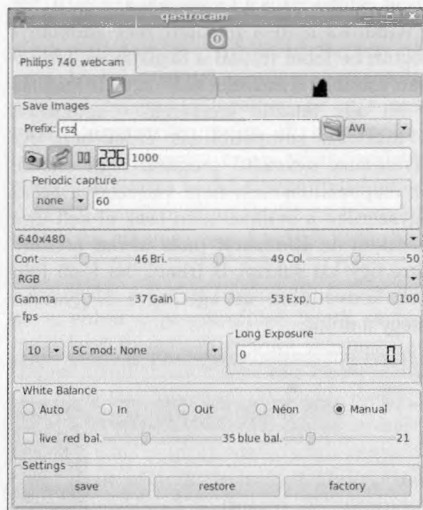 qastrocam
Philips 740 webcam
Save Images
Prefix: rsz AVI
226 1000
Periodic capture
none 60
640x480
Cont 46 Bri. 49 Col. 50
RGB
Gamma 37 Gain 53 Exp. 100
fps
Long Exposure
10 SC mod: None 0 0
White Balance
Auto In Out Néon Manual
live red bal. 35 blue bal. 21
Settings
save restore factory